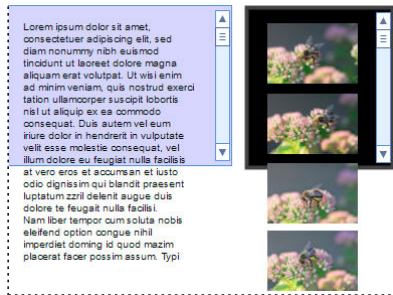 Lorem ipsum dolor sit amet,
consectetuer adipiscing elit, sed
diam nonummy nibh euismod
tincidunt ut laoreet dolore magna
aliquam erat volutpat. Ut wisi enim
ad minim veniam, quis nostrud exerci
tation ullamcorper suscipit lobortis
nisl ut aliquip ex ea commodo
consequat. Duis autem vel eum
iriure dolor in hendrerit in vulputate
velit esse molestie consequat, vel
illum dolore eu feugiat nulla facilisis
at vero eros et accumsan et iusto
odio dignissim qui blandit praesent
luptatum zzril delenit augue duis
dolore te feugait nulla facilisi.
Nam liber tempor cum soluta nobis
eleifend option congue nihil
imperdiet doming id quod mazim
placerat facer possim assum. Typi